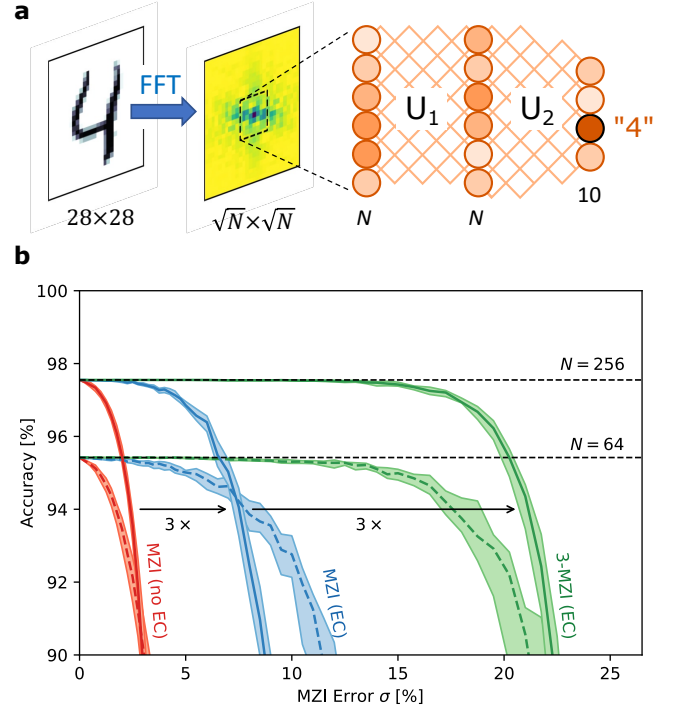 a
FFT
28×28
√N×√N
U1
U2
N
N
10
"4"
b
Accuracy [%]
100
98
96
94
92
90
0
5
10
15
20
25
MZI Error σ [%]
N = 256
N = 64
3 ×
3 ×
MZI (no EC)
MZI (EC)
3-MZI (EC)